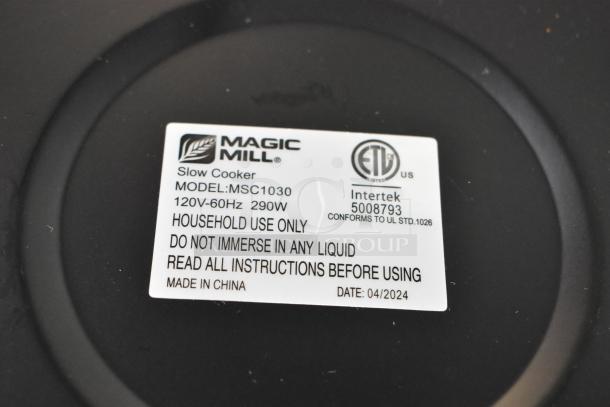 MAGIC
MILL®
Slow Cooker
MODEL:MSC1030
120V-60Hz 290W
HOUSEHOLD USE ONLY
DO NOT IMMERSE IN ANY LIQUID
READ ALL INSTRUCTIONS BEFORE USING
MADE IN CHINA
ETL US
LISTED
Intertek
5008793
CONFORMS TO UL STD.1026
DATE: 04/2024
GROUP